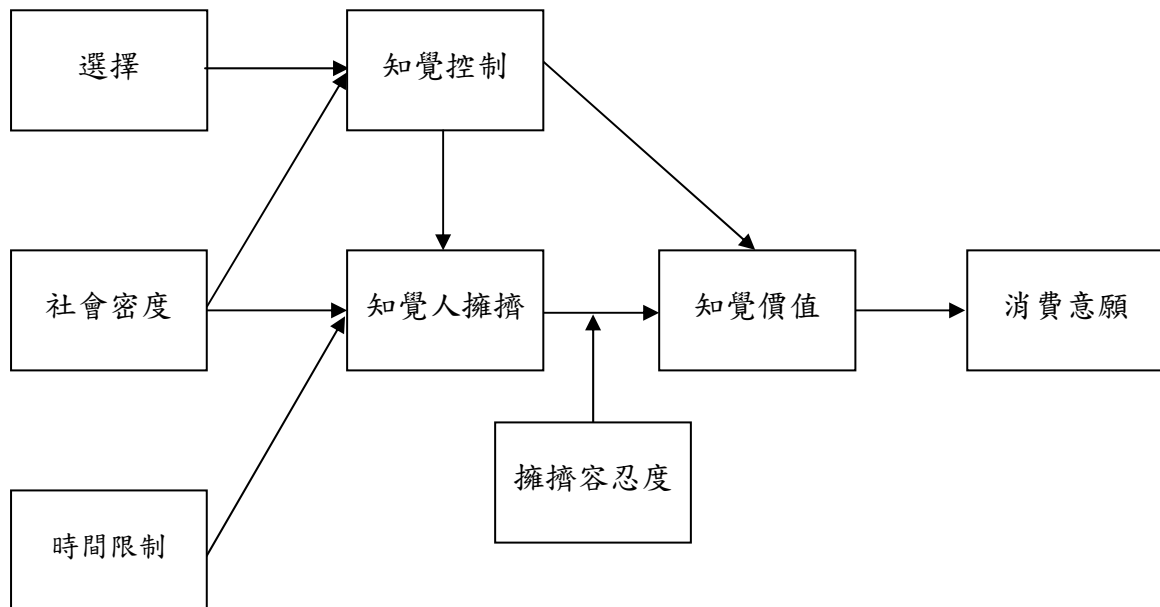 選擇
知覺控制
社會密度
知覺人擁擠
知覺價值
消費意願
擁擠容忍度
時間限制